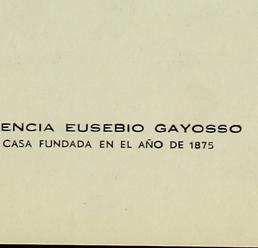 ENCIA EUSEBIO GAYOSSO
CASA FUNDADA EN EL AÑO DE 1875